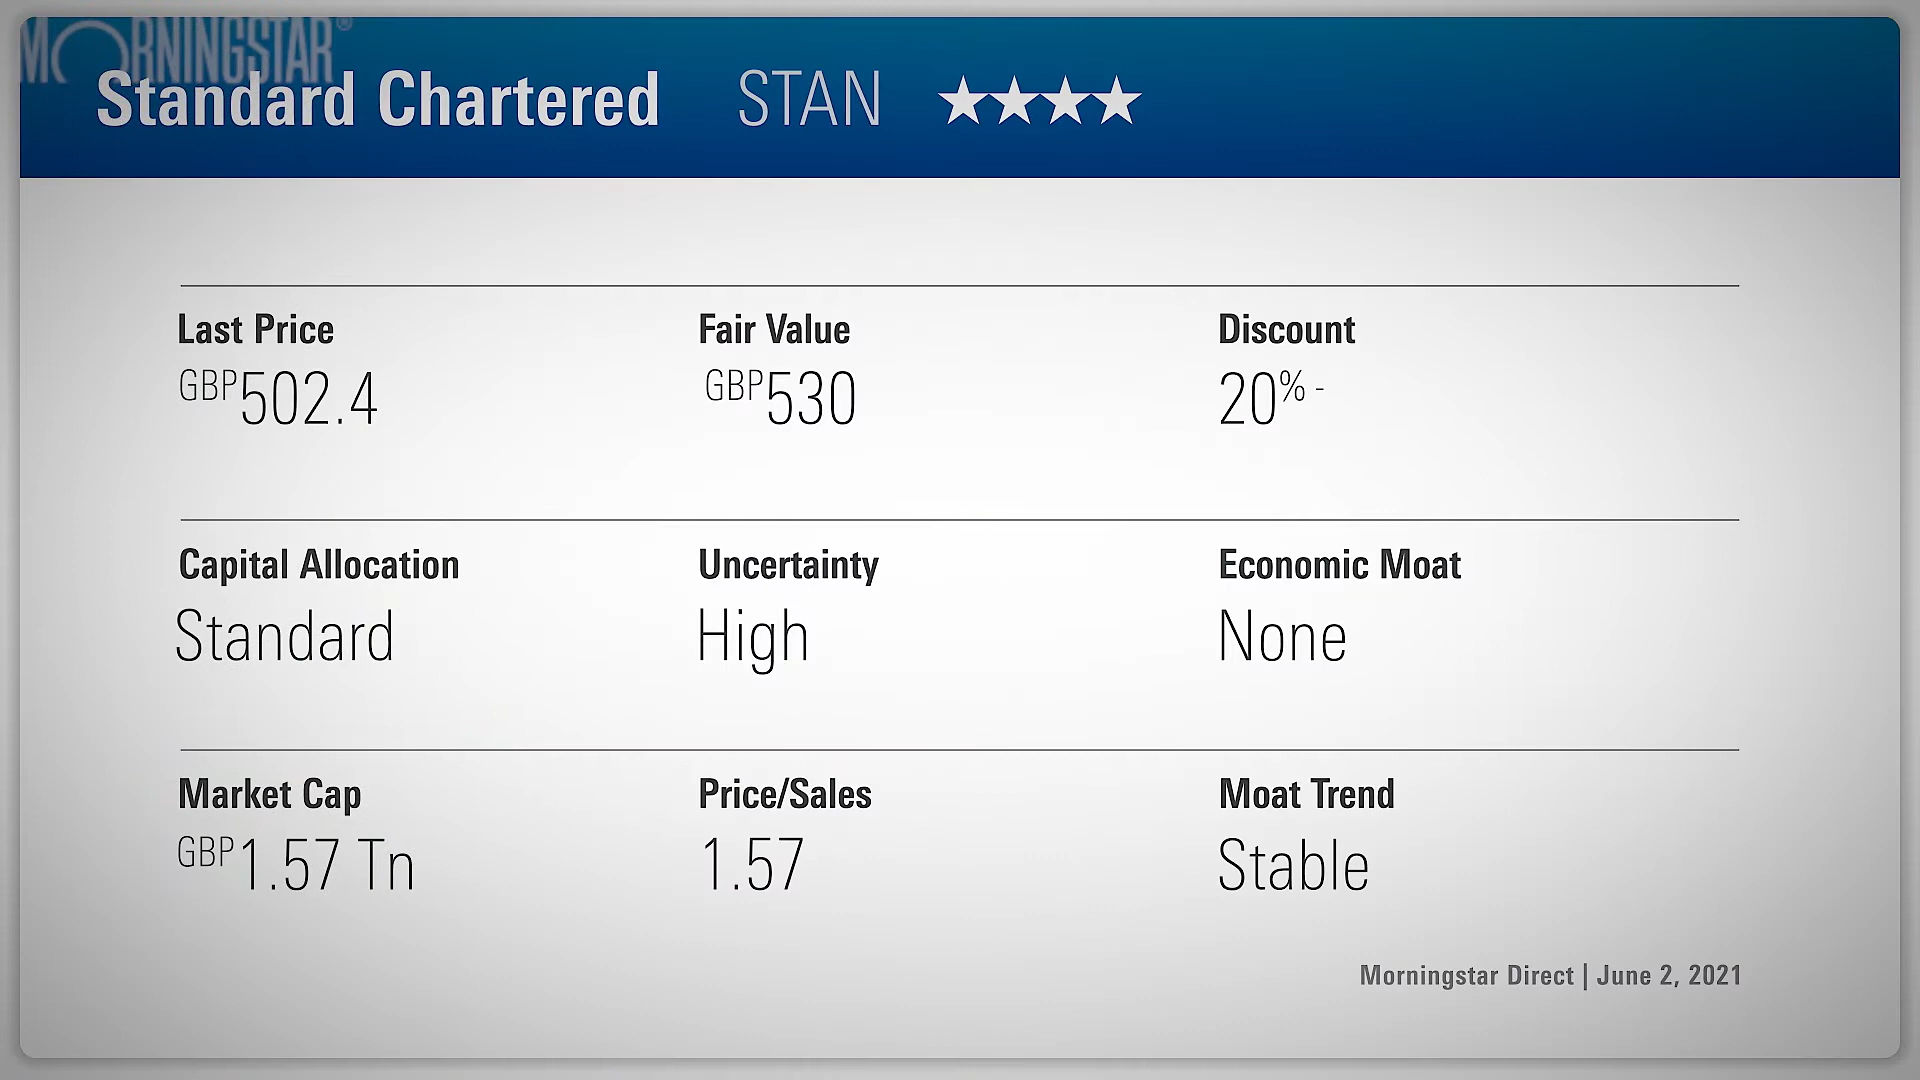 MORNINGSTAR®
Standard Chartered STAN ★★★★
Last Price Fair Value Discount
GBP502.4 GBP530 20% -
Capital Allocation Uncertainty Economic Moat
Standard High None
Market Cap Price/Sales Moat Trend
GBP1.57 Tn 1.57 Stable
Morningstar Direct | June 2, 2021